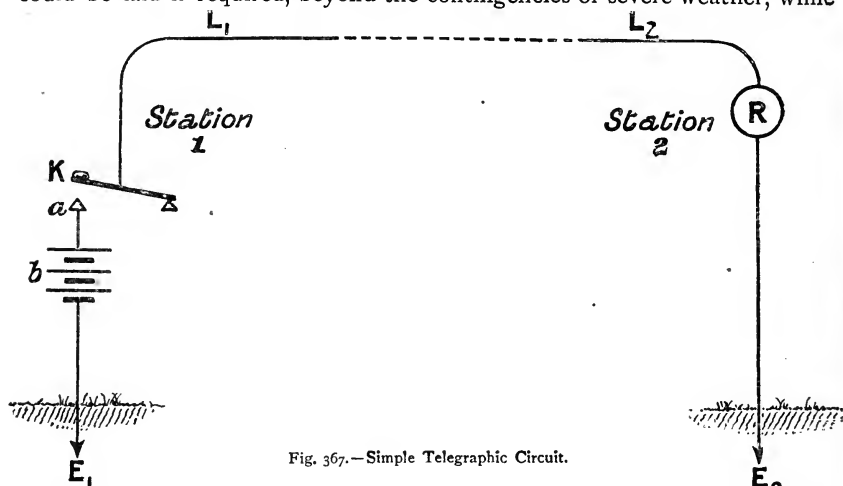 could be if required, beyond the contingencies of severe weather, while
L₁
L₂
Station
1
Station
2
R
K
a
b
E₁
E₂
Fig. 367.—Simple Telegraphic Circuit.